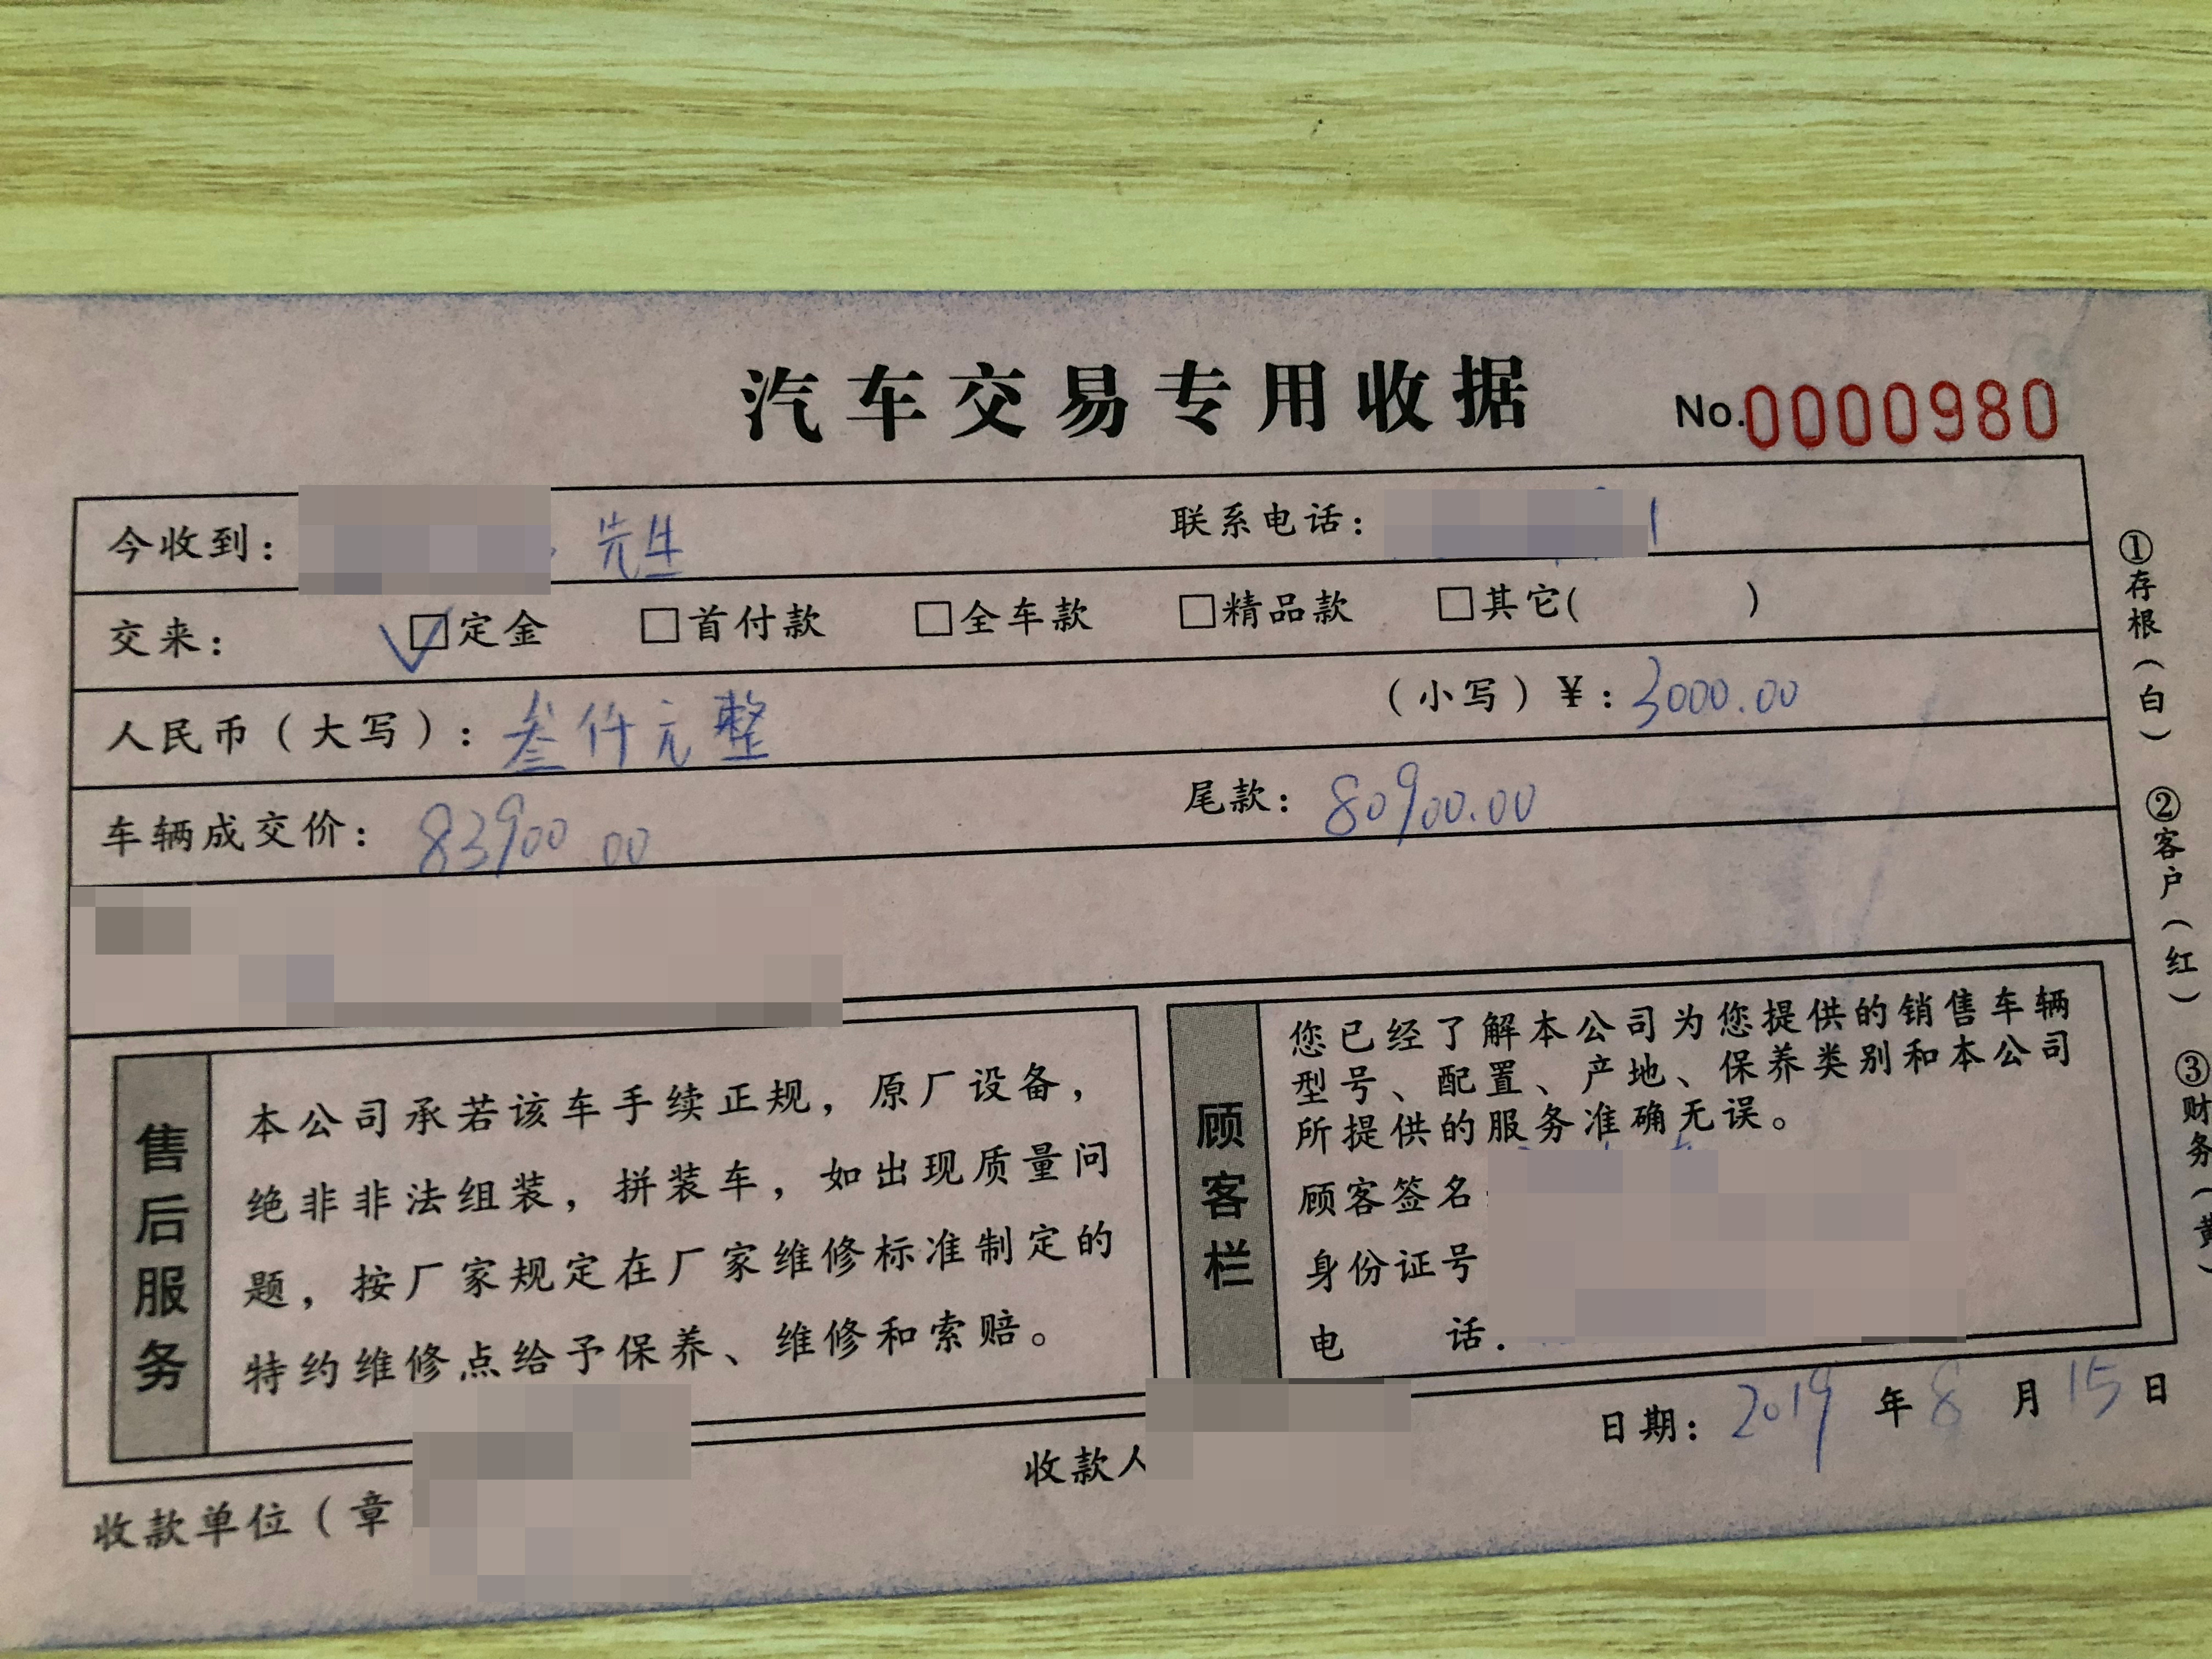 汽车交易专用收据 No.0000980
今收到： 先生 联系电话：
交来： ☑定金 □首付款 □全车款 □精品款 □其它( )
人民币（大写）：叁仟元整 （小写）¥：3000.00
车辆成交价：83900.00 尾款：80900.00
售后服务
本公司承若该车手续正规，原厂设备，
绝非非法组装，拼装车，如出现质量问
题，按厂家规定在厂家维修标准制定的
特约维修点给予保养、维修和索赔。
顾客栏
您已经了解本公司为您提供的销售车辆
型号、配置、产地、保养类别和本公司
所提供的服务准确无误。
顾客签名
身份证号
电 话
收款单位（章
收款人
日期：2019年8月15日
①存根（白） ②客户（红） ③财务（黄）